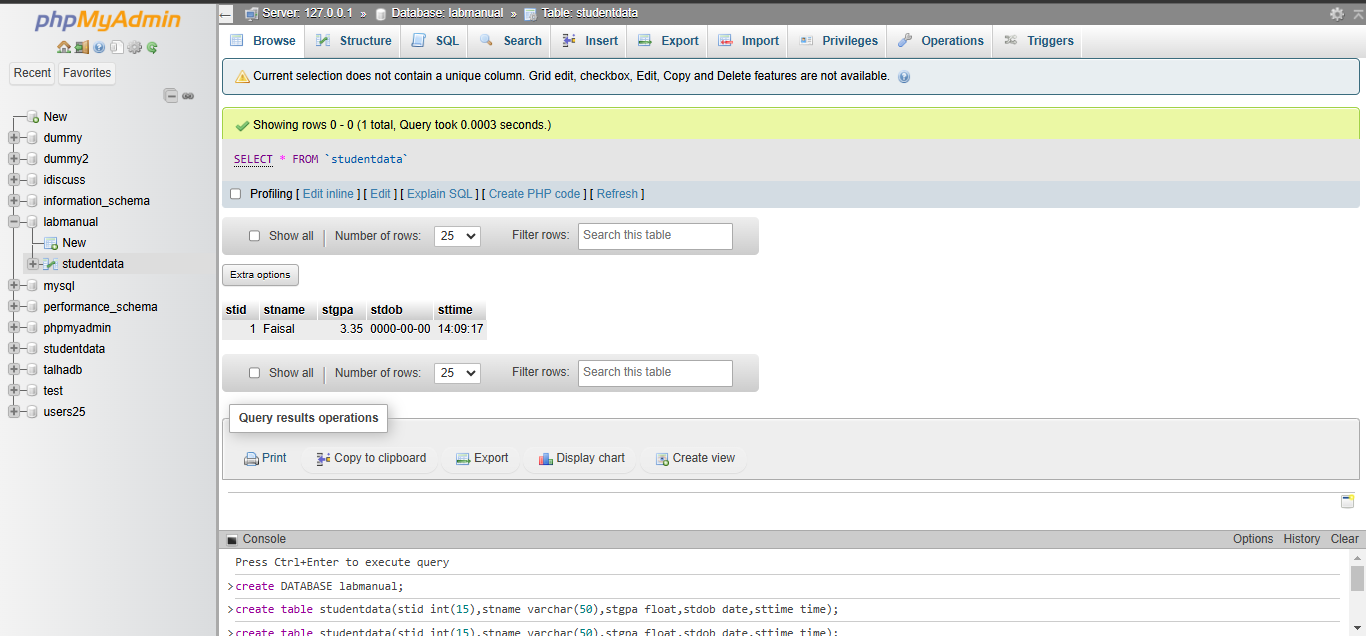 phpMyAdmin
Recent Favorites
New
dummy
dummy2
idiscuss
information_schema
labmanual
New
studentdata
mysql
performance_schema
phpmyadmin
studentdata
talhadb
test
users25
Server: 127.0.0.1 » Database: labmanual » Table: studentdata
Browse Structure SQL Search Insert Export Import Privileges Operations Triggers
Current selection does not contain a unique column. Grid edit, checkbox, Edit, Copy and Delete features are not available.
Showing rows 0 - 0 (1 total, Query took 0.0003 seconds.)
SELECT * FROM `studentdata`
Profiling [ Edit inline ] [ Edit ] [ Explain SQL ] [ Create PHP code ] [ Refresh ]
Show all | Number of rows: 25 Filter rows: Search this table
Extra options
stid stname stgpa stdob sttime
1 Faisal 3.35 0000-00-00 14:09:17
Show all | Number of rows: 25 Filter rows: Search this table
Query results operations
Print Copy to clipboard Export Display chart Create view
Console Options History Clear
Press Ctrl+Enter to execute query
>create DATABASE labmanual;
>create table studentdata(stid int(15),stname varchar(50),stgpa float,stdob date,sttime time);
>create table studentdata(stid int(15),stname varchar(50),stgpa float,stdob date,sttime time);